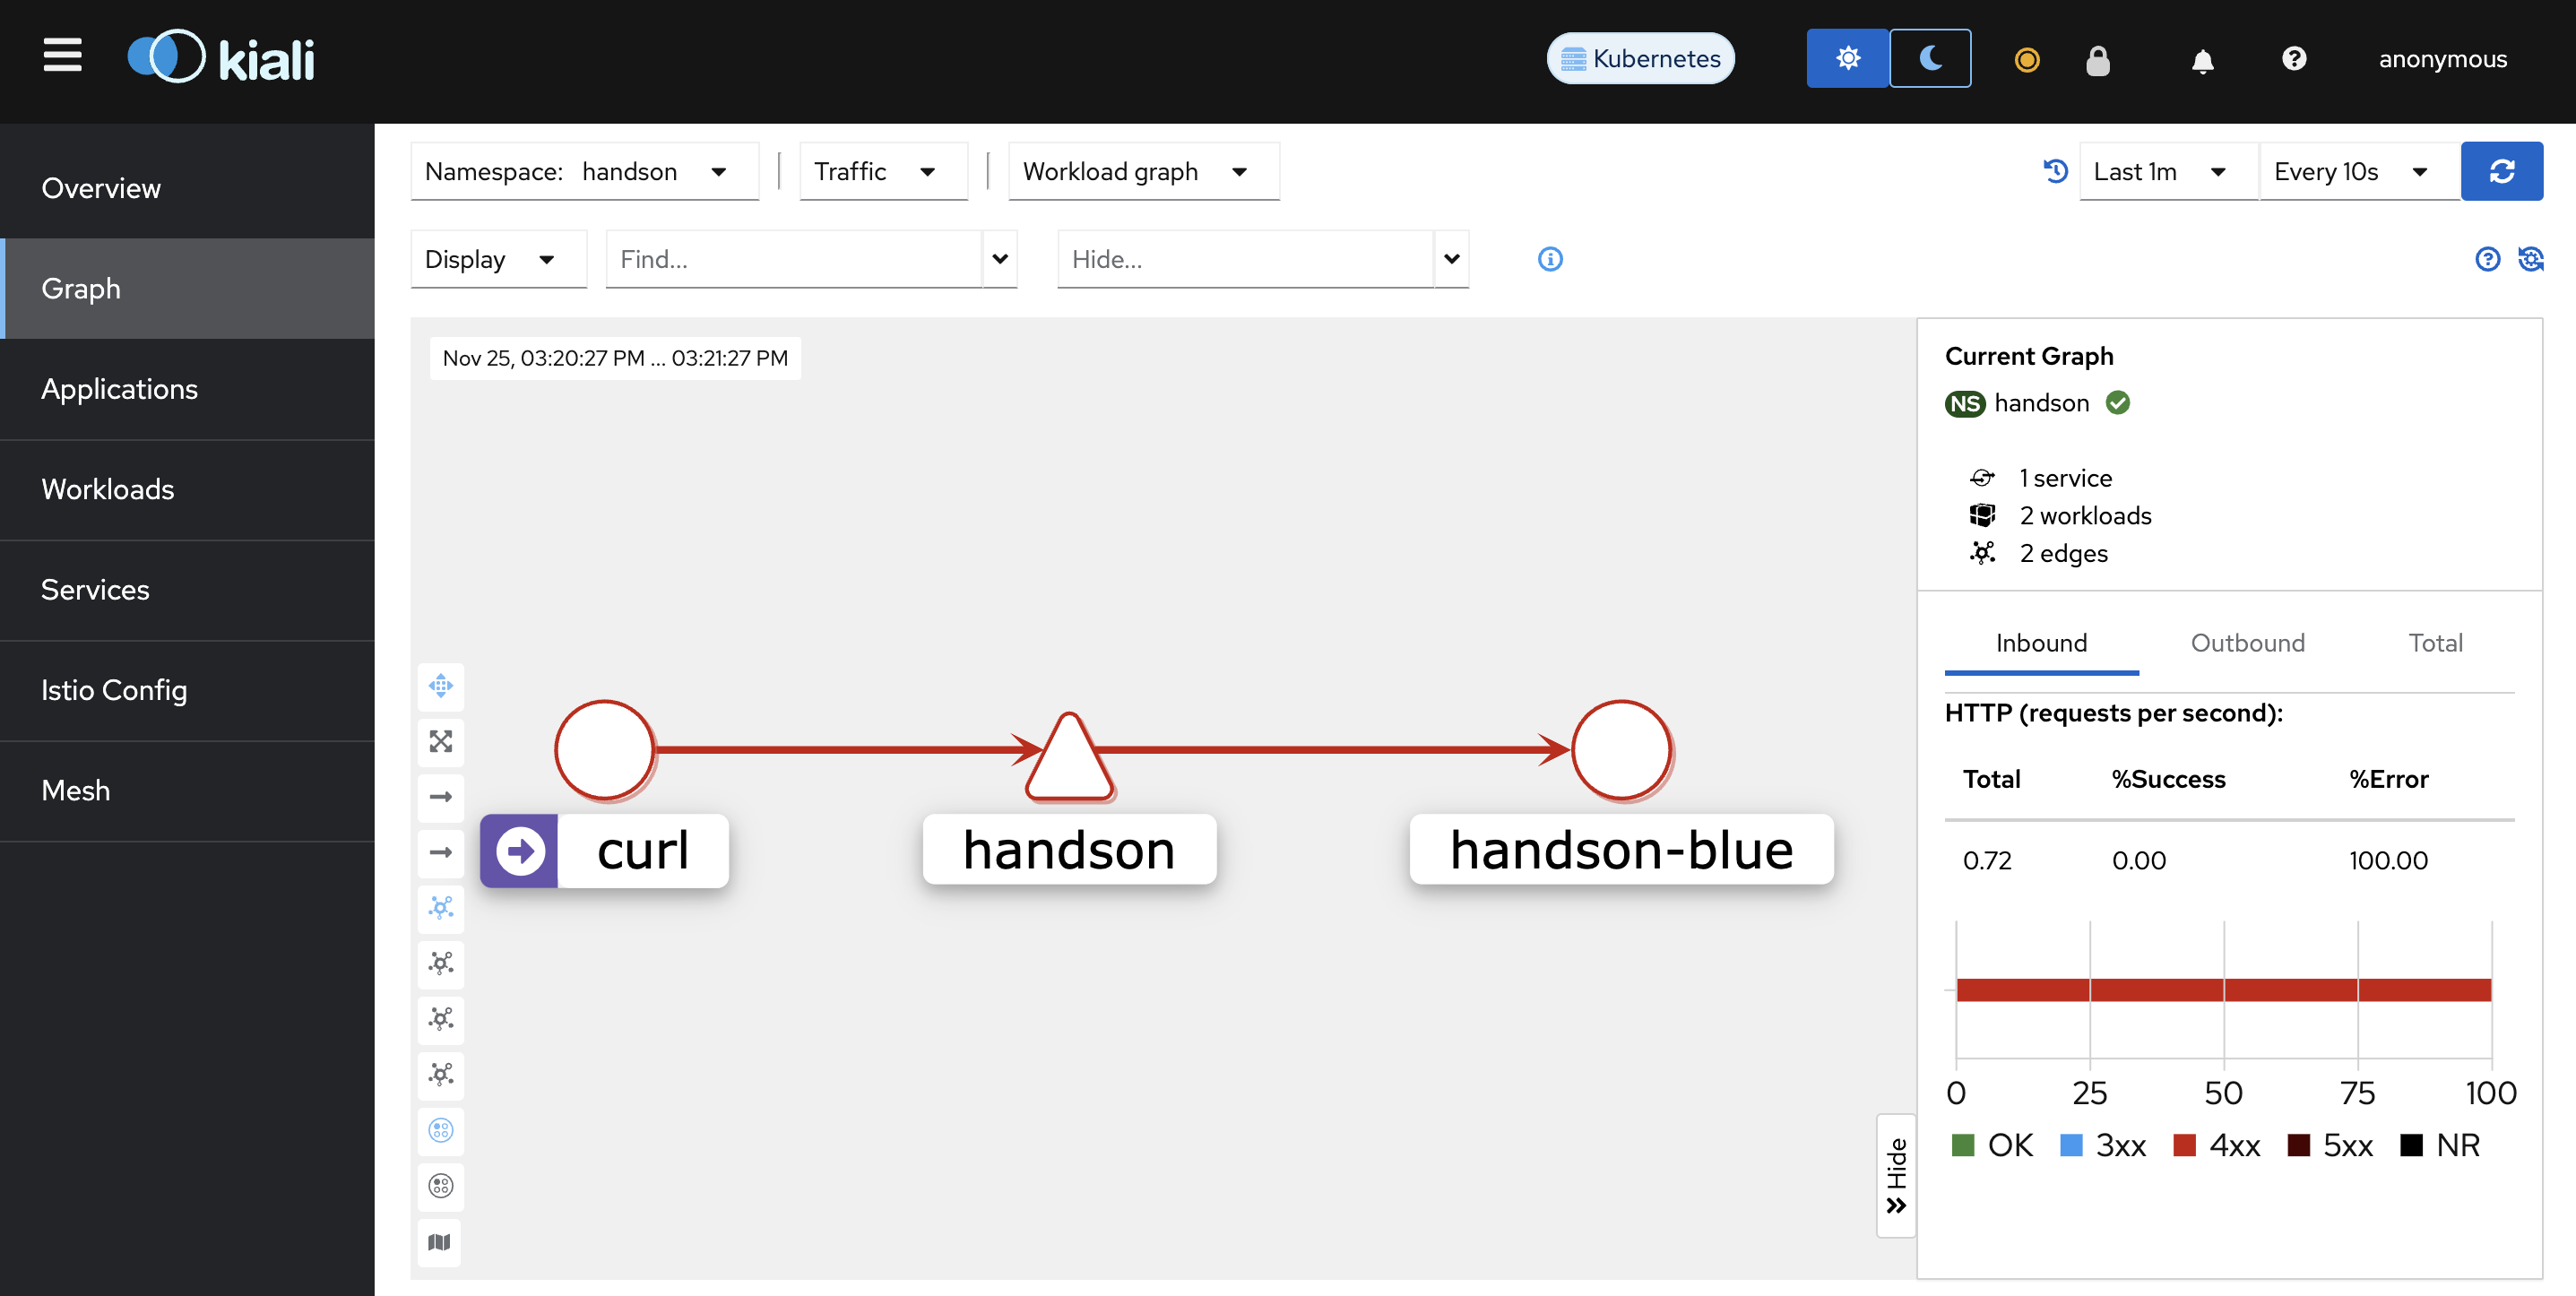 kiali
Kubernetes
anonymous
Overview
Graph
Applications
Workloads
Services
Istio Config
Mesh
Namespace: handson
Traffic
Workload graph
Last 1m
Every 10s
Display
Find...
Hide...
Nov 25, 03:20:27 PM ... 03:21:27 PM
curl
handson
handson-blue
Hide
Current Graph
NS handson
1 service
2 workloads
2 edges
Inbound Outbound Total
HTTP (requests per second):
Total %Success %Error
0.72 0.00 100.00
0 25 50 75 100
OK 3xx 4xx 5xx NR